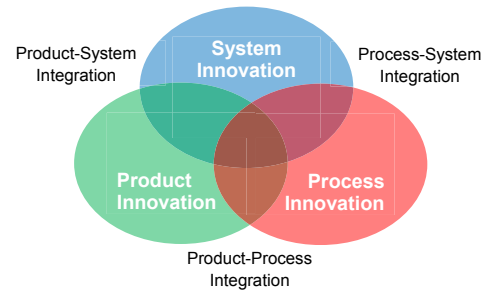 System
Innovation
Product-System
Integration
Process-System
Integration
Product
Innovation
Process
Innovation
Product-Process
Integration